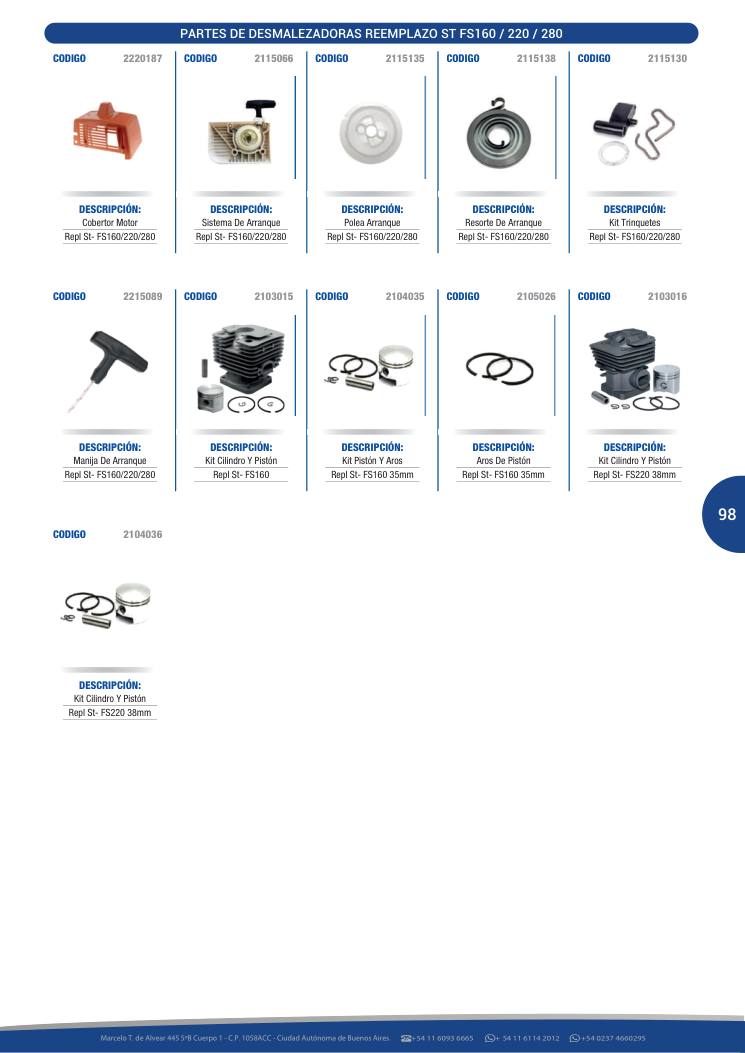 PARTES DE DESMALEZADORAS REEMPLAZO ST FS160 / 220 / 280
CODIGO 2220187
DESCRIPCIÓN:
Cobertor Motor
Repl St- FS160/220/280
CODIGO 2115066
DESCRIPCIÓN:
Sistema De Arranque
Repl St- FS160/220/280
CODIGO 2115135
DESCRIPCIÓN:
Polea Arranque
Repl St- FS160/220/280
CODIGO 2115138
DESCRIPCIÓN:
Resorte De Arranque
Repl St- FS160/220/280
CODIGO 2115130
DESCRIPCIÓN:
Kit Trinquetes
Repl St- FS160/220/280
CODIGO 2215089
DESCRIPCIÓN:
Manija De Arranque
Repl St- FS160/220/280
CODIGO 2103015
DESCRIPCIÓN:
Kit Cilindro Y Pistón
Repl St- FS160
CODIGO 2104035
DESCRIPCIÓN:
Kit Pistón Y Aros
Repl St- FS160 35mm
CODIGO 2105026
DESCRIPCIÓN:
Aros De Pistón
Repl St- FS160 35mm
CODIGO 2103016
DESCRIPCIÓN:
Kit Cilindro Y Pistón
Repl St- FS220 38mm
98
CODIGO 2104036
DESCRIPCIÓN:
Kit Cilindro Y Pistón
Repl St- FS220 38mm
Marcelo T. de Alvear 445 5ºB Cuerpo 1 - C.P. 1058ACC - Ciudad Autónoma de Buenos Aires. +54 11 6093 6665 + 54 11 6114 2012 +54 0237 4660295